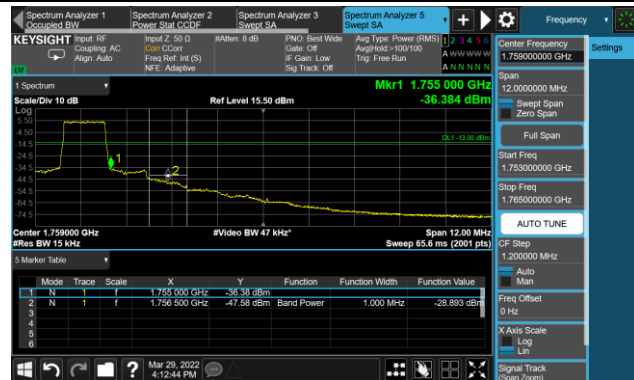 Spectrum Analyzer 1
Occupied BW
Spectrum Analyzer 2
Power Stat CCDF
Spectrum Analyzer 3
Swept SA
Spectrum Analyzer 5
Swept SA
Frequency
KEYSIGHT
Input: RF
Coupling: AC
Align: Auto
Input Z: 50 Ω
Corr CCorr
Freq Ref: Int (S)
NFE: Adaptive
#Atten: 8 dB
PNO: Best Wide
Gate: Off
IF Gain: Low
Sig Track: Off
Avg Type: Power (RMS)
Avg|Hold:>100/100
Trig: Free Run
1 2 3 4 5 6
A W W W W W
A N N N N N
Center Frequency
1.759000000 GHz
Settings
Span
12.0000000 MHz
Swept Span
Zero Span
Full Span
Start Freq
1.753000000 GHz
Stop Freq
1.765000000 GHz
AUTO TUNE
CF Step
1.200000 MHz
Auto
Man
Freq Offset
0 Hz
X Axis Scale
Log
Lin
Signal Track
(Span Zoom)
1 Spectrum
Scale/Div 10 dB
Log
Ref Level 15.50 dBm
Mkr1 1.755 000 GHz
-36.384 dBm
5.50
-4.50
-14.5
-24.5
-34.5
-44.5
-54.5
-64.5
-74.5
DL1 -13.00 dBm
1
2
Center 1.759000 GHz
#Res BW 15 kHz
#Video BW 47 kHz*
Span 12.00 MHz
Sweep 65.6 ms (2001 pts)
5 Marker Table
Mode Trace Scale X Y Function Function Width Function Value
1 N 1 f 1.755 000 GHz -36.38 dBm
2 N 1 f 1.756 500 GHz -47.58 dBm Band Power 1.000 MHz -28.893 dBm
3
4
5
6
?
Mar 29, 2022
4:12:44 PM